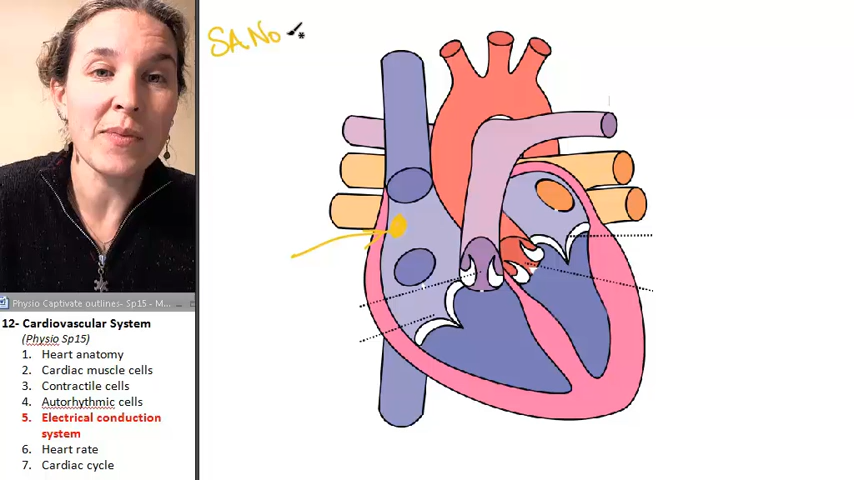 SA No
Physio Captivate outlines- Sp15 - M...
12- Cardiovascular System
(Physio Sp15)
1. Heart anatomy
2. Cardiac muscle cells
3. Contractile cells
4. Autorhythmic cells
5. Electrical conduction
system
6. Heart rate
7. Cardiac cycle